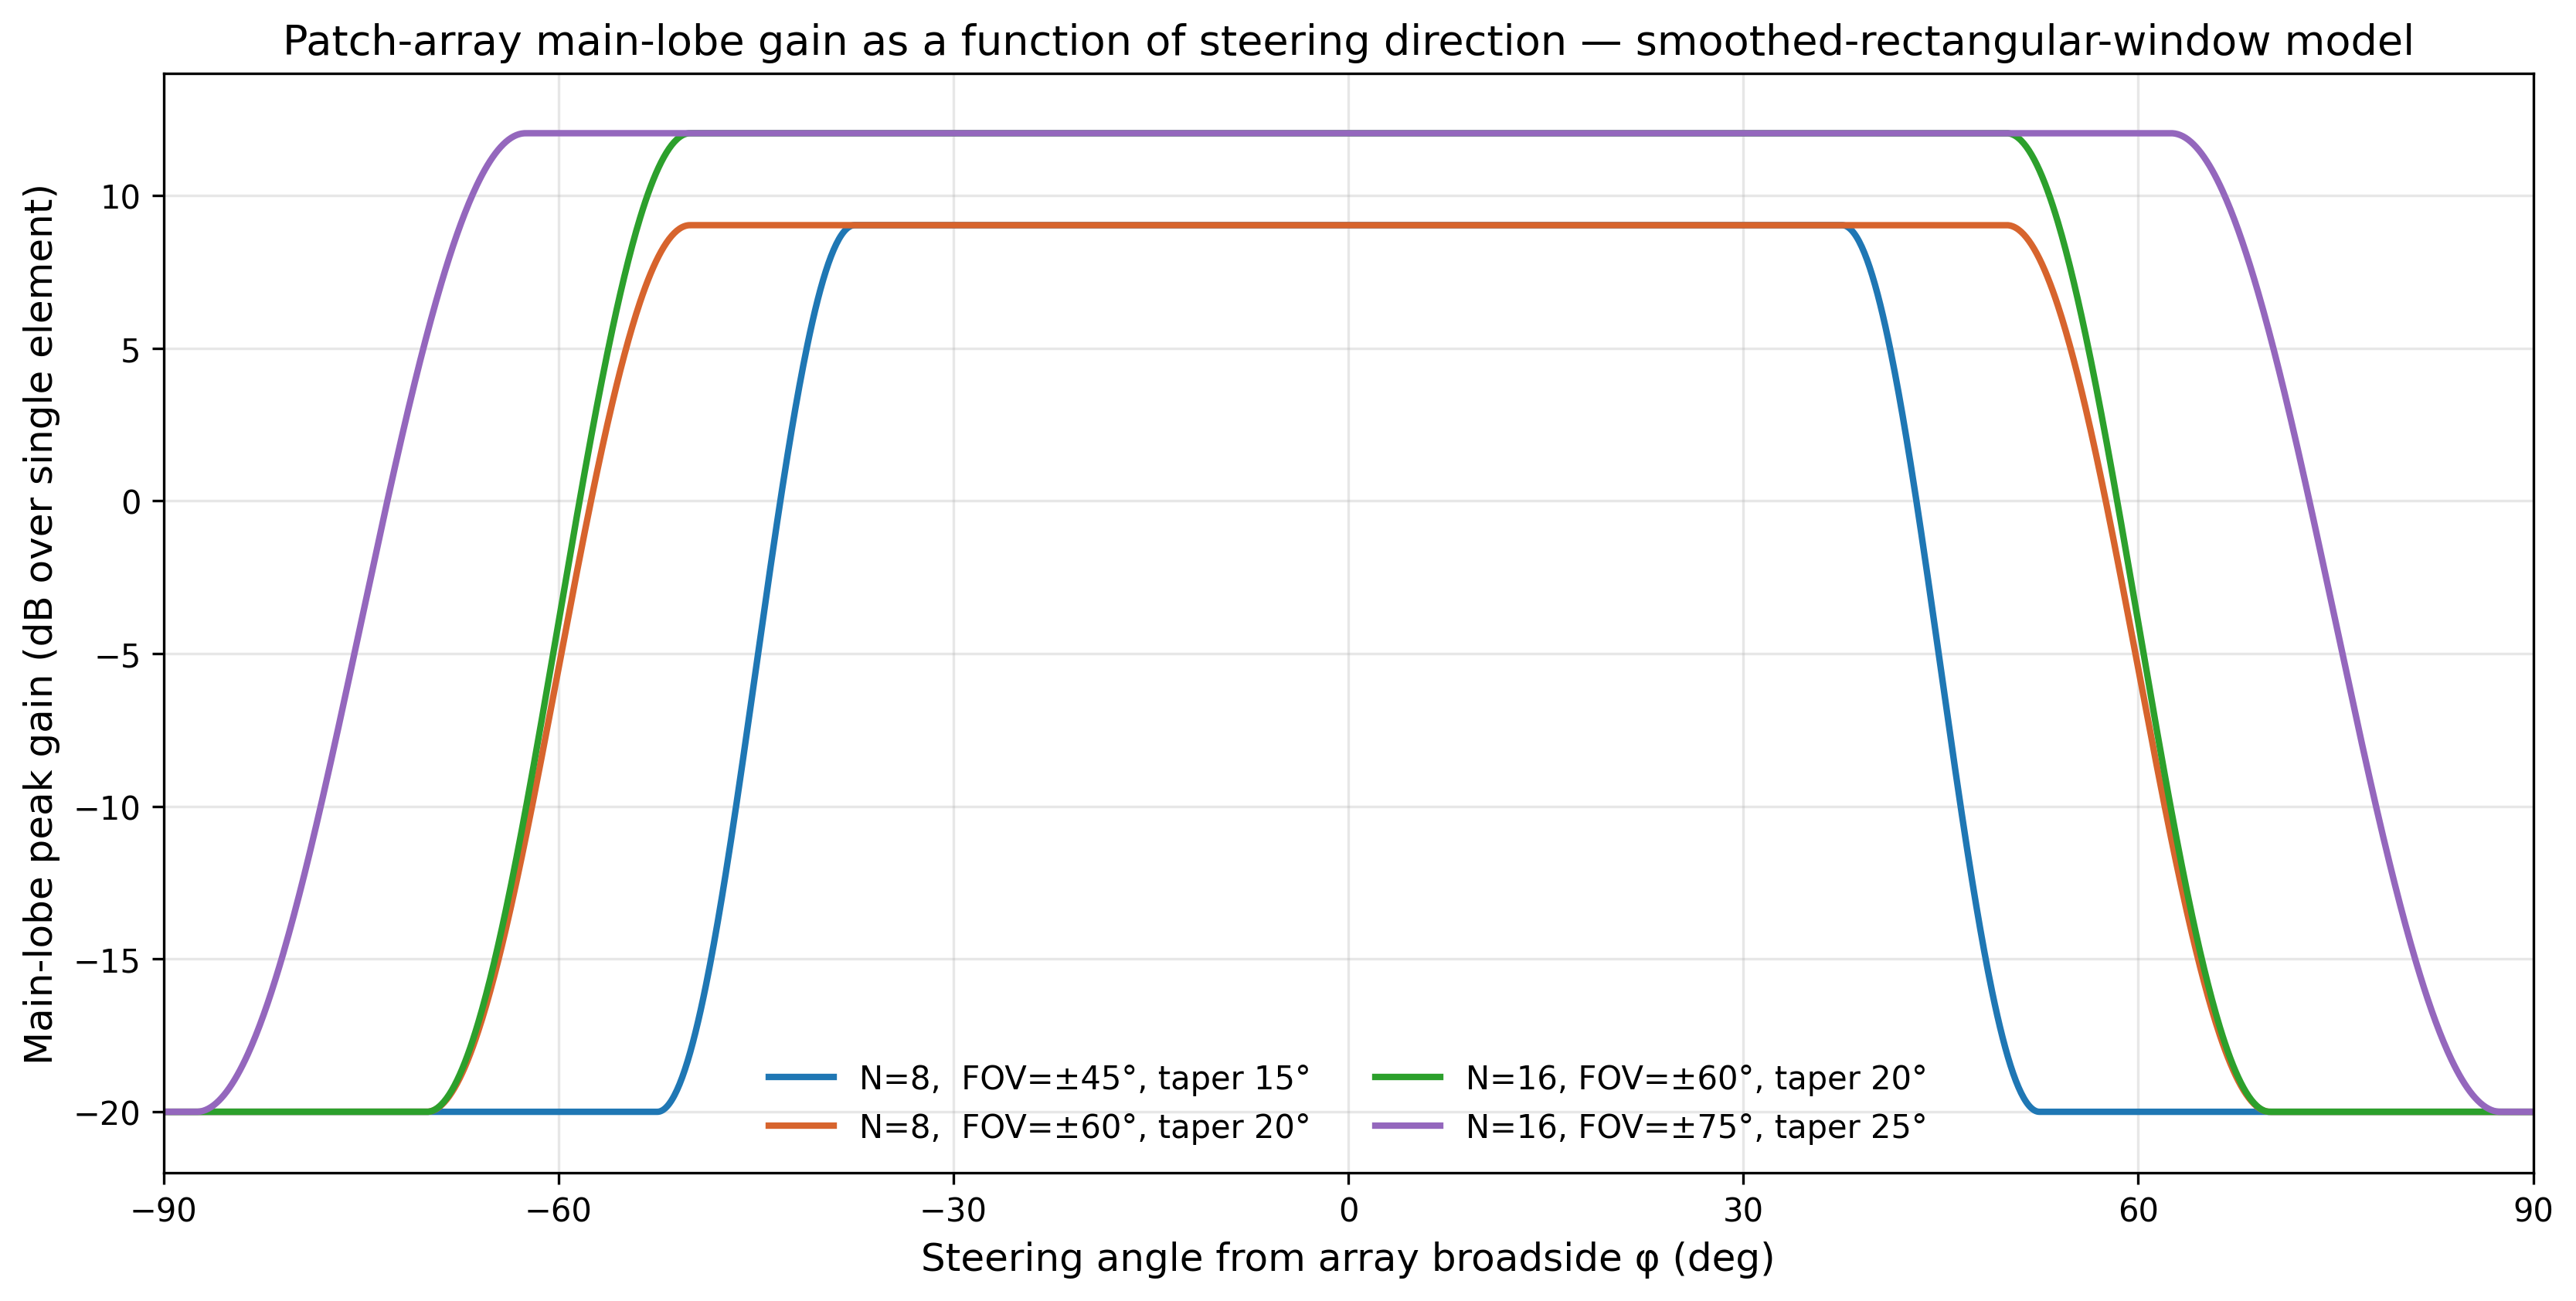 Patch-array main-lobe gain as a function of steering direction — smoothed-rectangular-window model
Main-lobe peak gain (dB over single element)
10
5
0
−5
−10
−15
−20
N=8,  FOV=±45°, taper 15°
N=8,  FOV=±60°, taper 20°
N=16, FOV=±60°, taper 20°
N=16, FOV=±75°, taper 25°
−90
−60
−30
0
30
60
90
Steering angle from array broadside φ (deg)